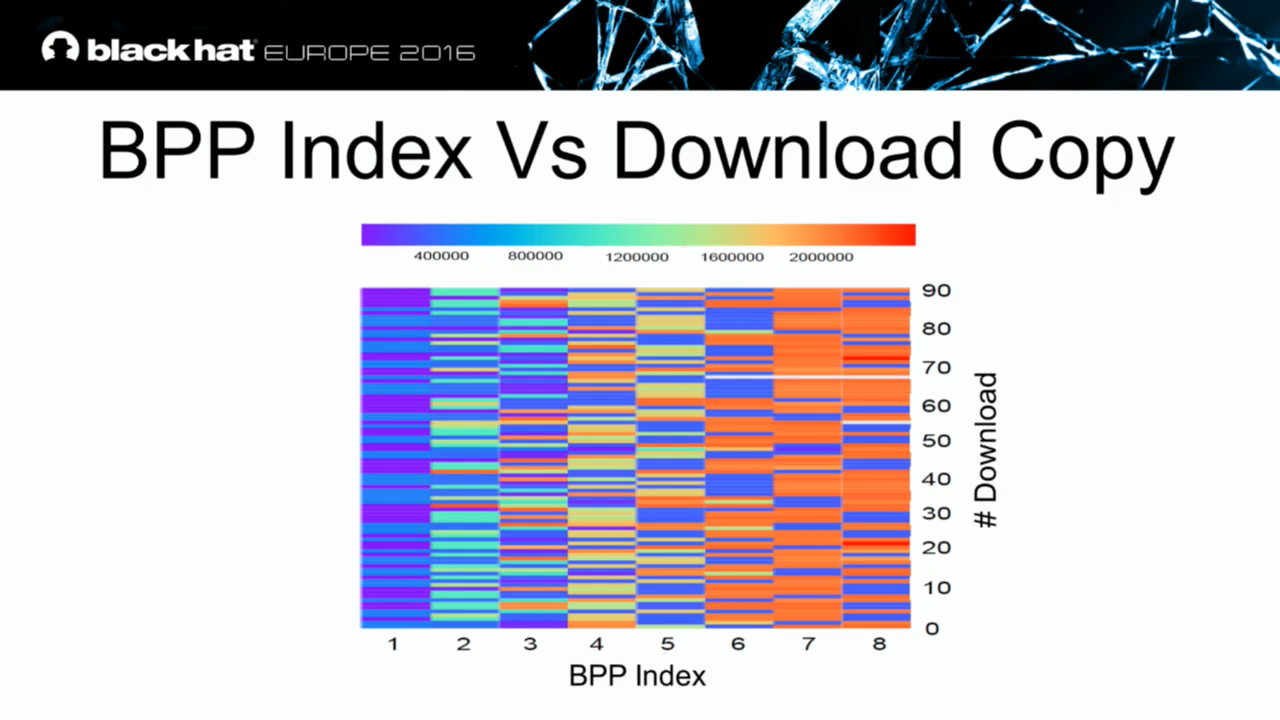 black hat® EUROPE 2016
BPP Index Vs Download Copy
400000 800000 1200000 1600000 2000000
90
80
70
60
50
40
30
20
10
0
# Download
1 2 3 4 5 6 7 8
BPP Index